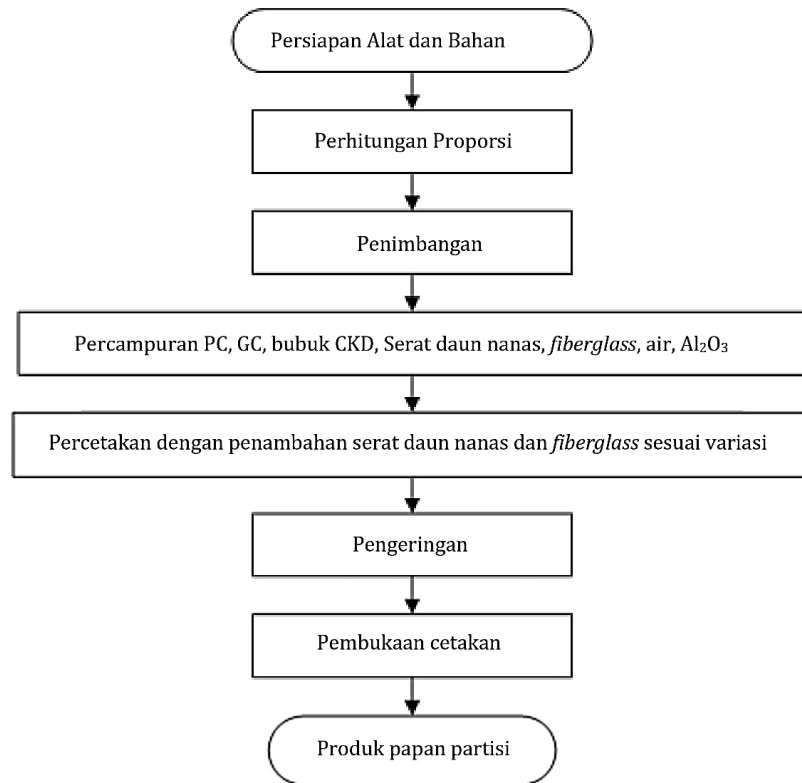 Persiapan Alat dan Bahan
Perhitungan Proporsi
Penimbangan
Percampuran PC, GC, bubuk CKD, Serat daun nanas, fiberglass, air, Al₂O₃
Percetakan dengan penambahan serat daun nanas dan fiberglass sesuai variasi
Pengeringan
Pembukaan cetakan
Produk papan partisi